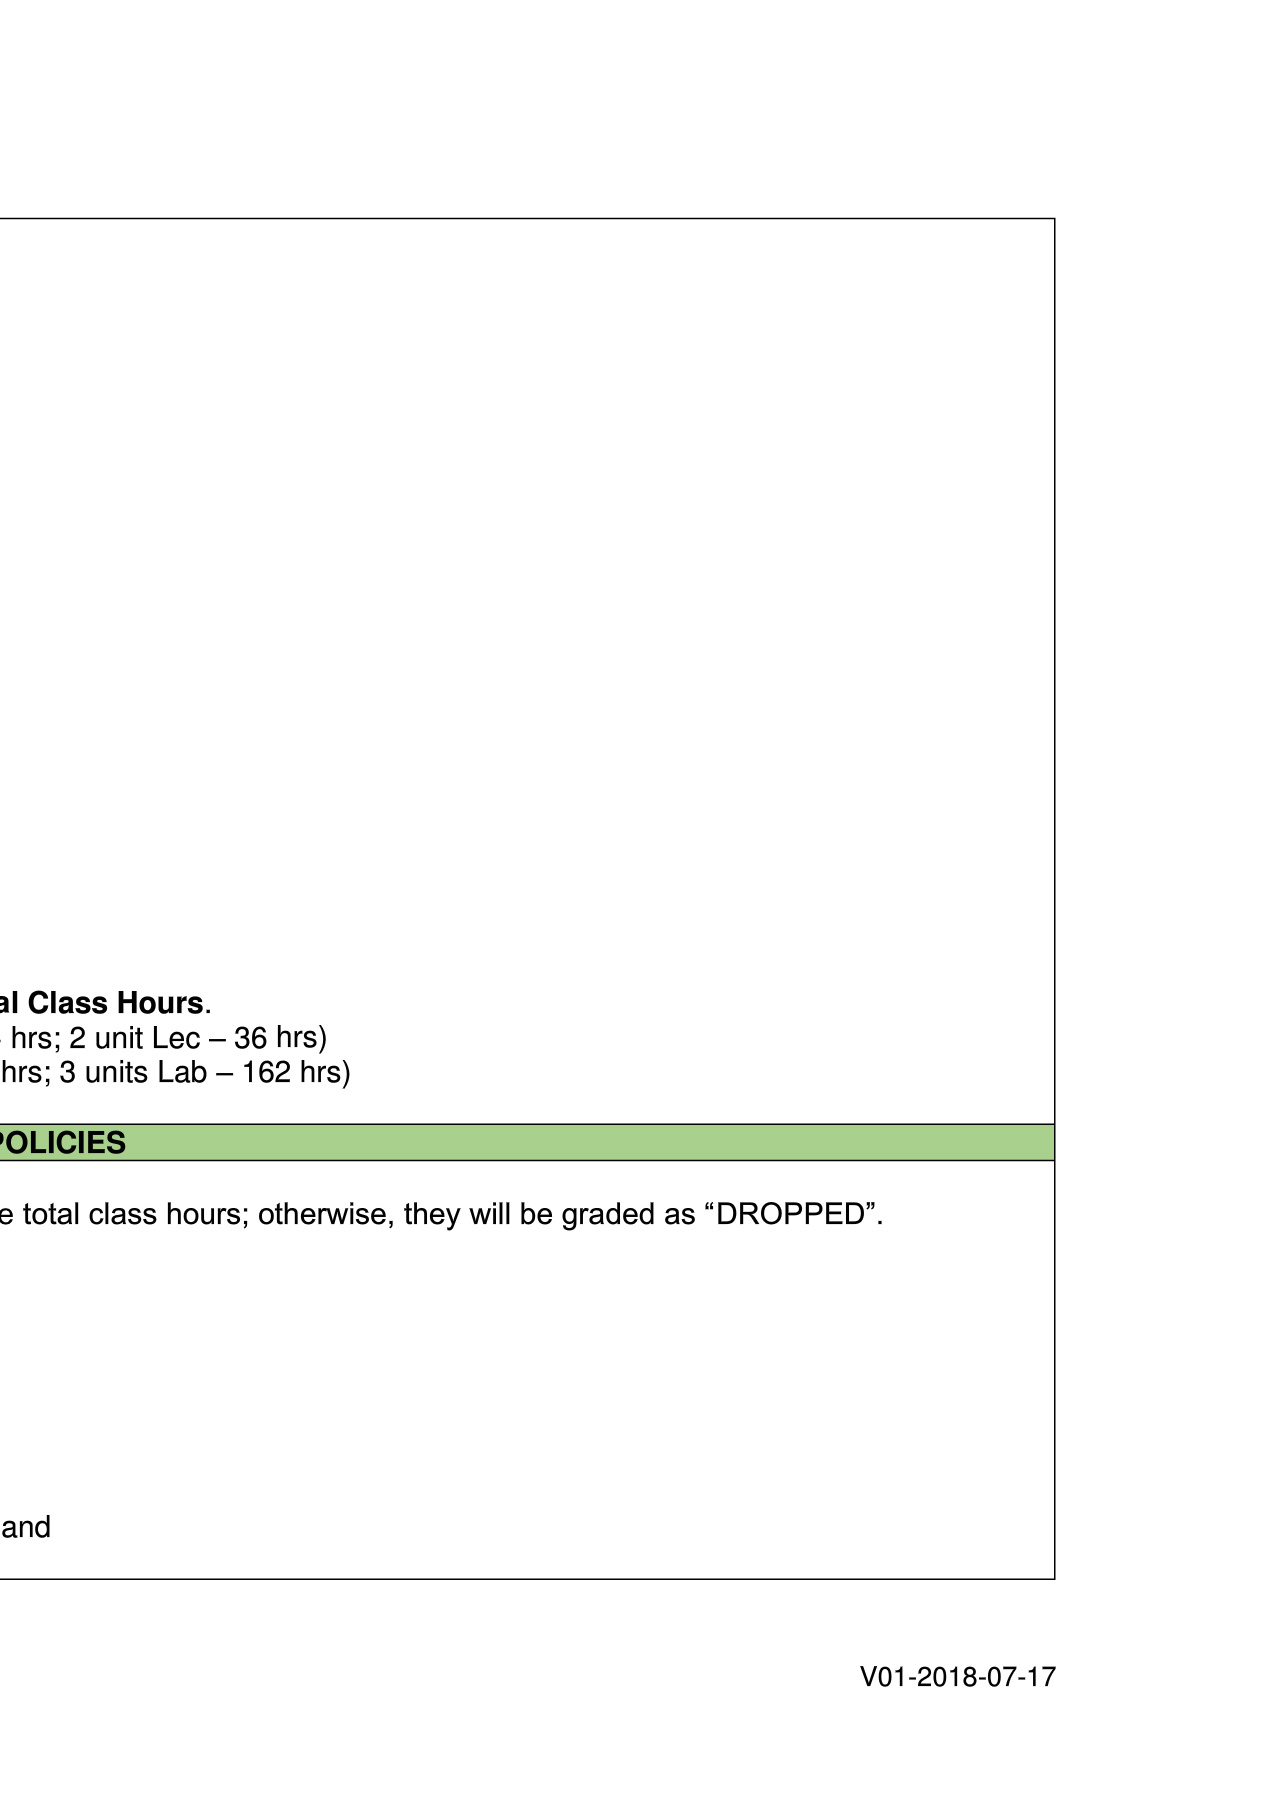 Class Hours.
hrs; 2 unit Lec – 36 hrs)
hrs; 3 units Lab – 162 hrs)
POLICIES
total class hours; otherwise, they will be graded as “DROPPED”.
and
V01-2018-07-17